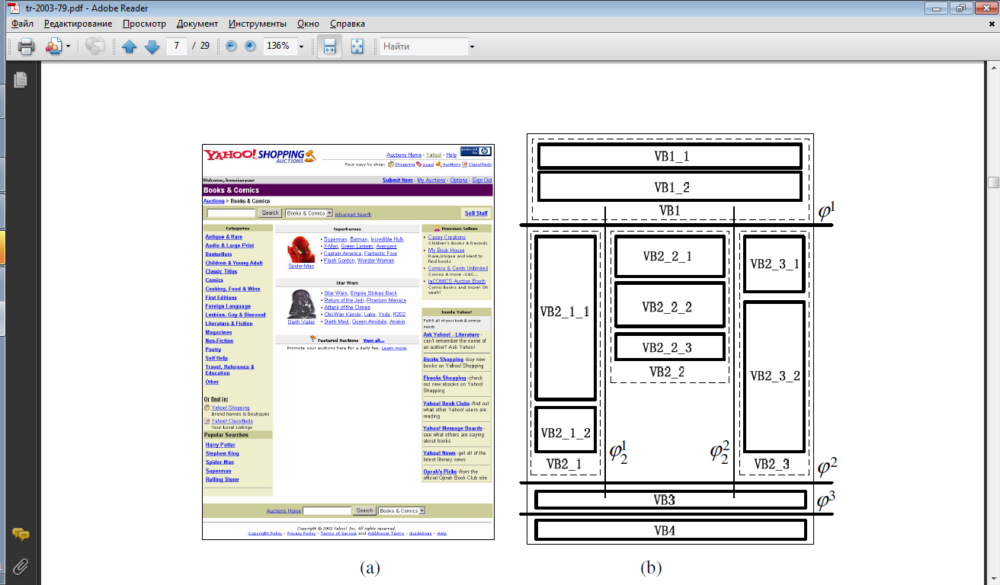 tr-2003-79.pdf - Adobe Reader
Файл Редактирование Просмотр Документ Инструменты Окно Справка
7 / 29 136% Найти
YAHOO! SHOPPING
AUCTIONS
Auctions Home - Yahoo! - Help
powered by hp
Four ways to shop: Shopping Used Auctions Classifieds
Welcome, lovexiaoyuer
Submit Item - My Auctions - Options - Sign Out
Books & Comics
Auctions > Books & Comics
Search Books & Comics Advanced Search Sell Stuff
Categories
Antique & Rare
Audio & Large Print
Bestsellers
Children & Young Adult
Classic Titles
Comics
Cooking, Food & Wine
First Editions
Foreign Language
Lesbian, Gay & Bisexual
Literature & Fiction
Magazines
Non-Fiction
Poetry
Self Help
Travel, Reference &
Education
Other
Or find in:
Yahoo! Shopping
Brand Names & Boutiques
Yahoo! Classifieds
Your Local Listings
Popular Searches
Harry Potter
Stephen King
Spider-Man
Superman
Rolling Stone
Superheroes
• Superman, Batman, Incredible Hulk
• X-Men, Green Lantern, Avengers
• Captain America, Fantastic Four
• Flash Gordon, Wonder Woman
Spider-Man
Star Wars
• Star Wars, Empire Strikes Back
• Return of the Jedi, Phantom Menace
• Attack of the Clones
• Obi-Wan Kenobi, Luke, Yoda, R2D2
• Darth Maul, Queen Amidala, Anakin
Darth Vader
Featured Auctions View all...
Promote your auctions here for a daily fee. Learn more.
Premium Sellers
• Casey Creations
Children's Books & Records
• My Book House
Rare, Unique and Hard to
find books
• Comics & Cards Unlimited
Comics & more -CGC...
• InCOMICS Auction Booth
Comic Books and more! Oh
yeah!
Inside Yahoo!
Fulfill all of your book & comics
needs
Ask Yahoo! - Literature -
can't remember the name of
an author? Ask Yahoo!
Books Shopping -buy new
books on Yahoo! Shopping
Ebooks Shopping -check
out new ebooks on Yahoo!
Shopping
Yahoo! Book Clubs -find out
what other Yahoo! users are
reading
Yahoo! Message Boards -
see what others are saying
about books
Yahoo! News -get all of the
latest literary news
Oprah's Picks -from the
official Oprah Book Club site
Auctions Home Search Books & Comics
Copyright © 2002 Yahoo! Inc. All rights reserved.
Copyright Policy - Privacy Policy - Terms of Service and Additional Terms - Guidelines - Help
(a)
VB1_1
VB1_2
VB1
φ¹
VB2_1_1
VB2_1_2
VB2_1
VB2_2_1
VB2_2_2
VB2_2_3
VB2_2
VB2_3_1
VB2_3_2
VB2_3
φ₂¹
φ₂²
φ²
VB3
φ³
VB4
(b)